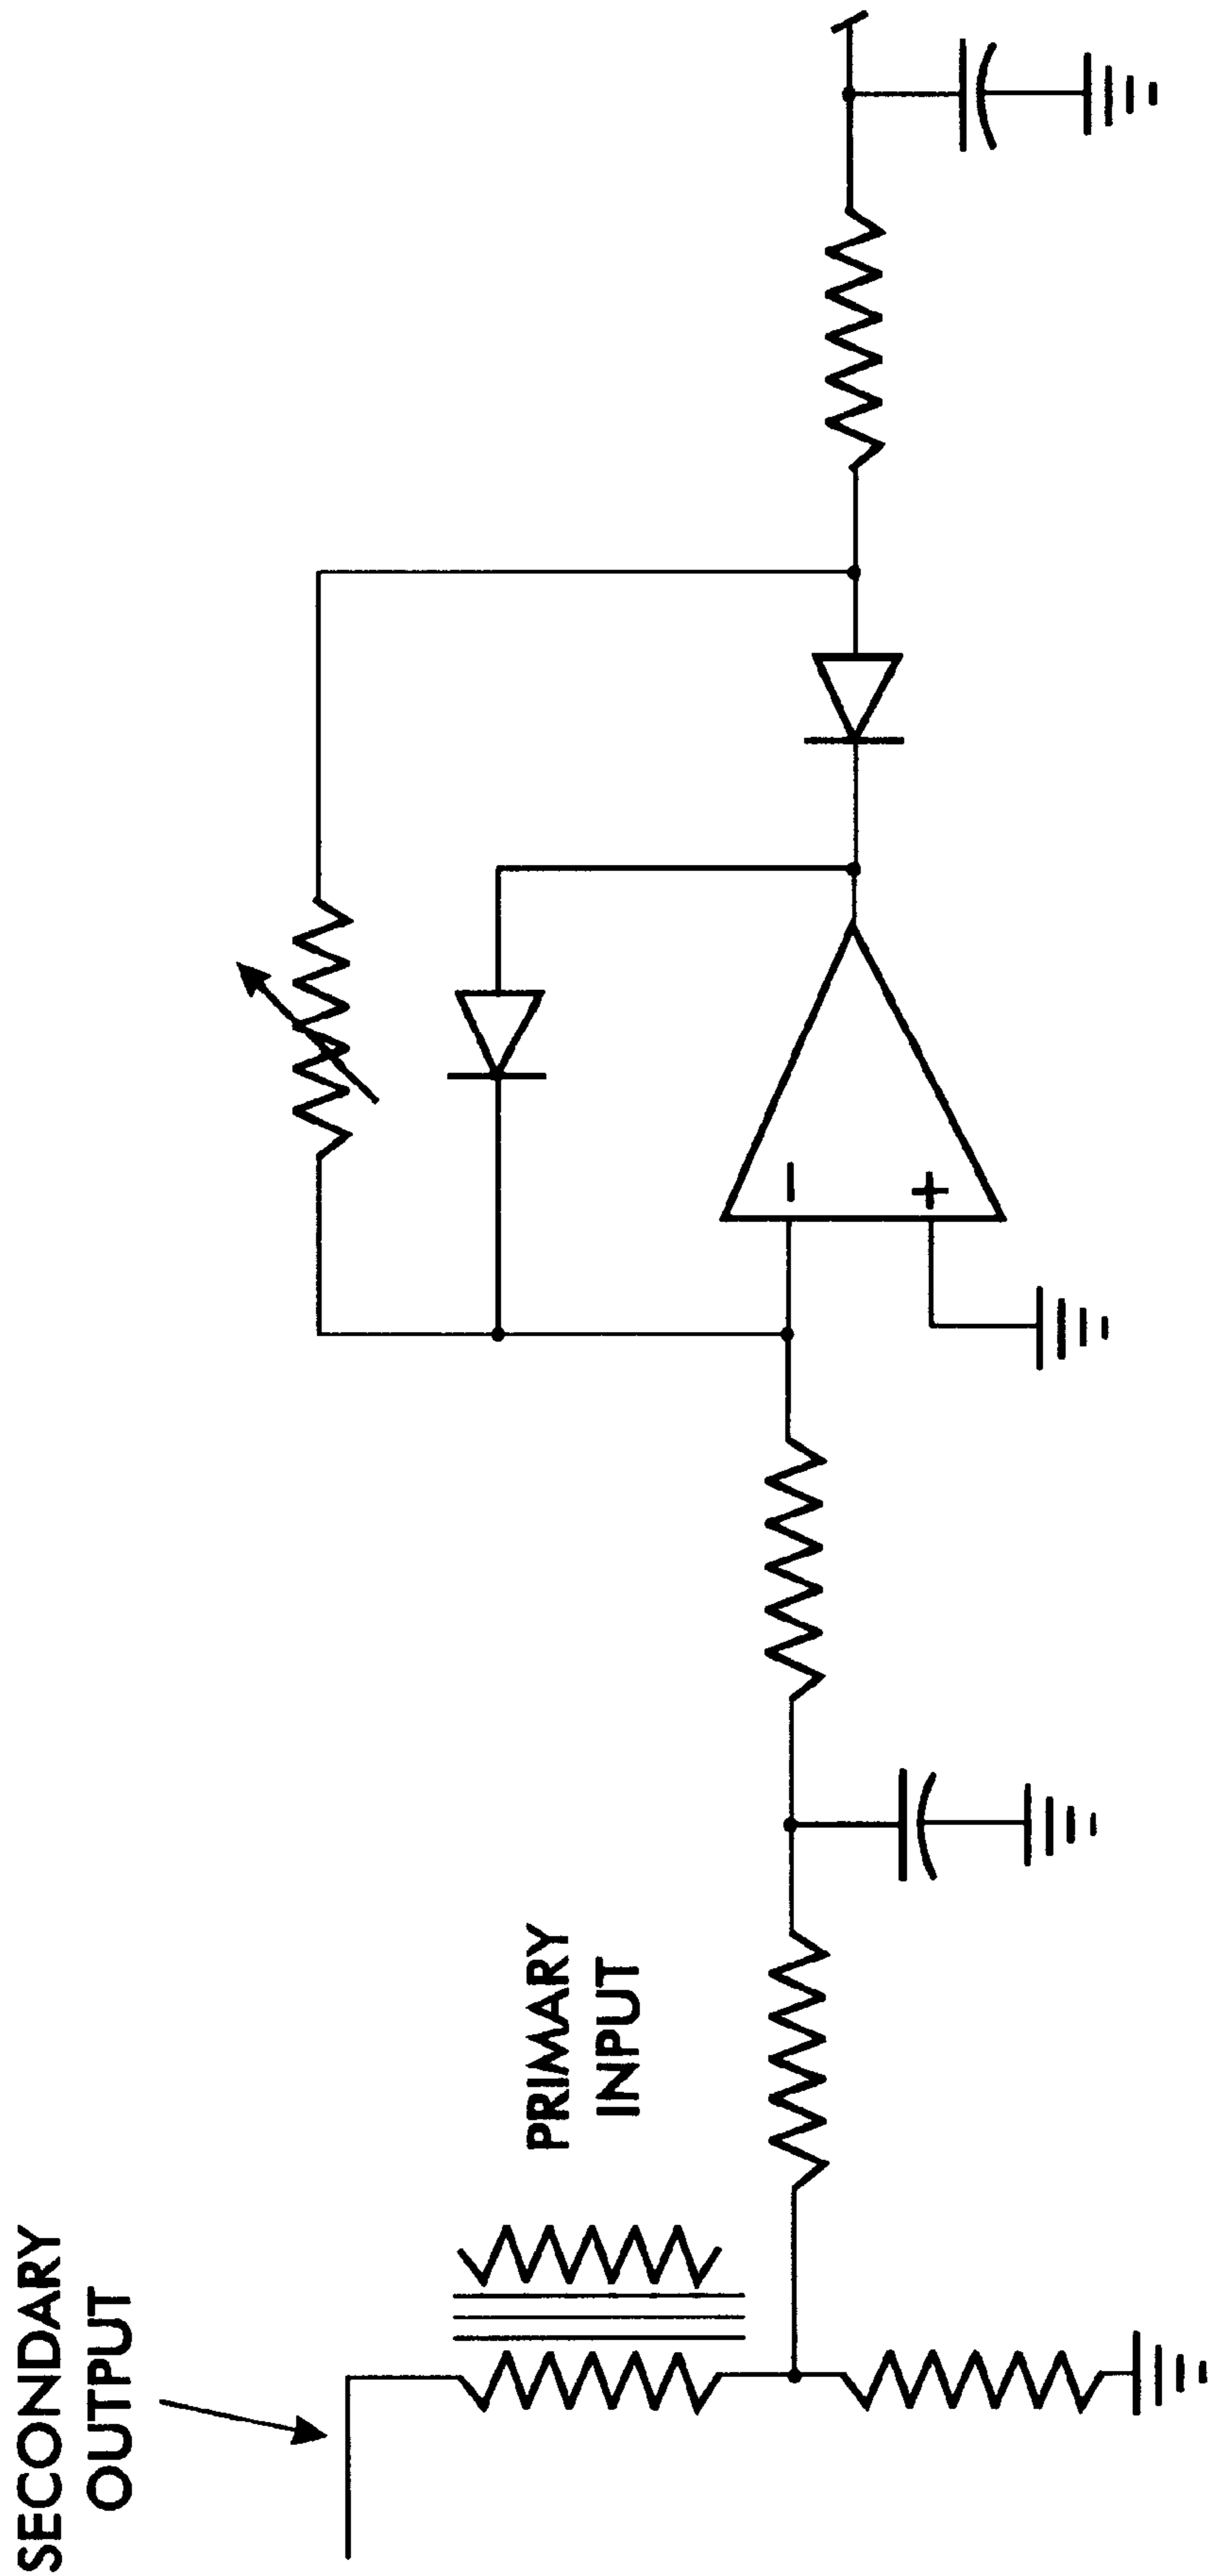 SECONDARY
OUTPUT
PRIMARY
INPUT
–
+